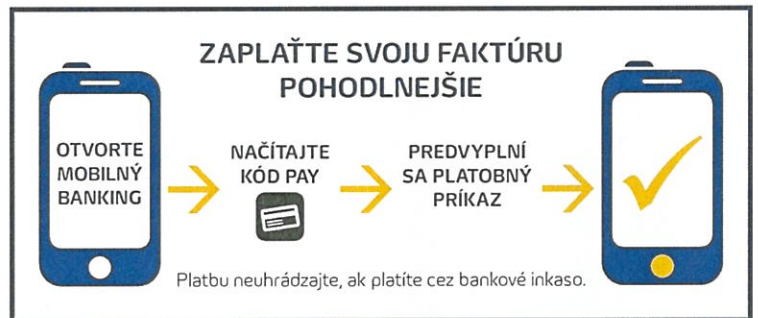 ZAPLAŤTE SVOJU FAKTÚRU
POHODLNEJŠIE
OTVORTE
MOBILNÝ
BANKING
NAČÍTAJTE
KÓD PAY
PREDVYPLNÍ
SA PLATOBNÝ
PRÍKAZ
Platbu neuhrádzajte, ak platíte cez bankové inkaso.